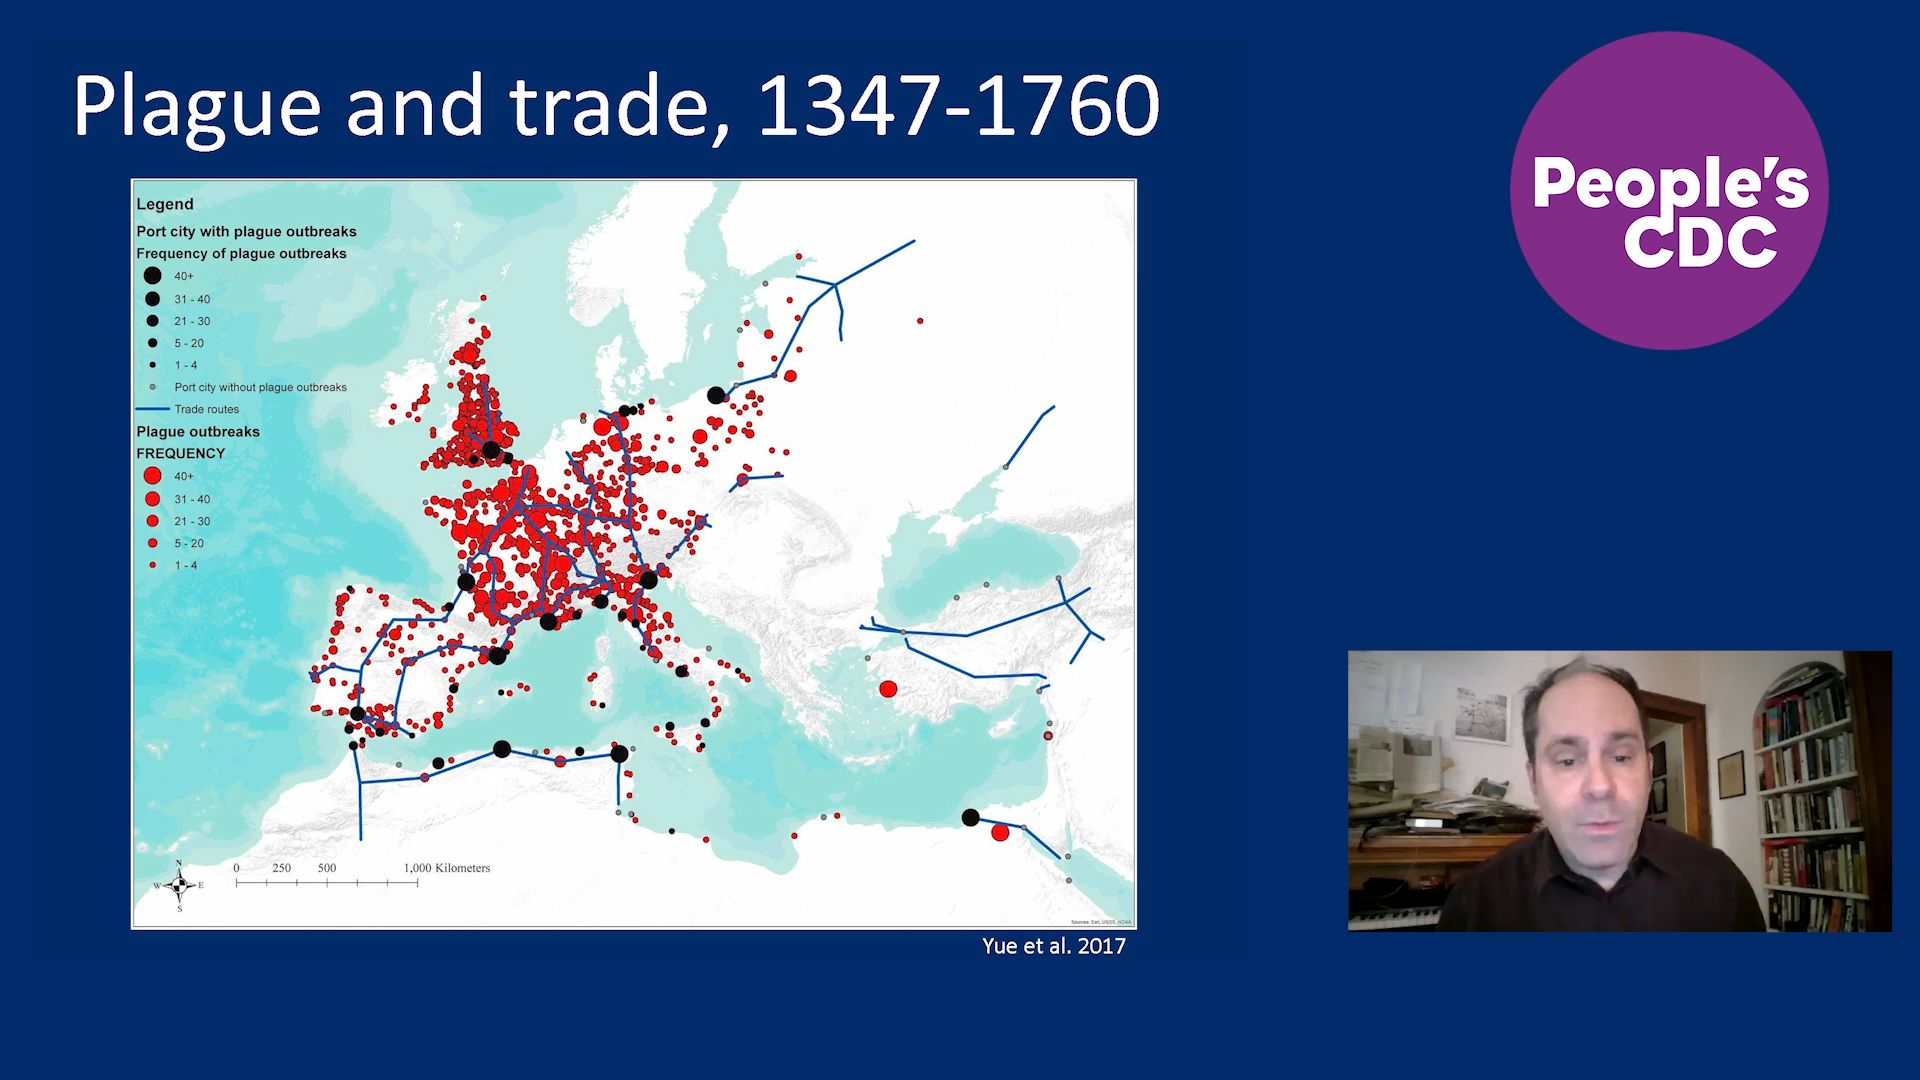 Plague and trade, 1347-1760
People's
CDC
Legend
Port city with plague outbreaks
Frequency of plague outbreaks
40+
31 - 40
21 - 30
5 - 20
1 - 4
Port city without plague outbreaks
Trade routes
Plague outbreaks
FREQUENCY
40+
31 - 40
21 - 30
5 - 20
1 - 4
N
W E
S
0 250 500 1,000 Kilometers
Sources: Esri, USGS, NOAA
Yue et al. 2017